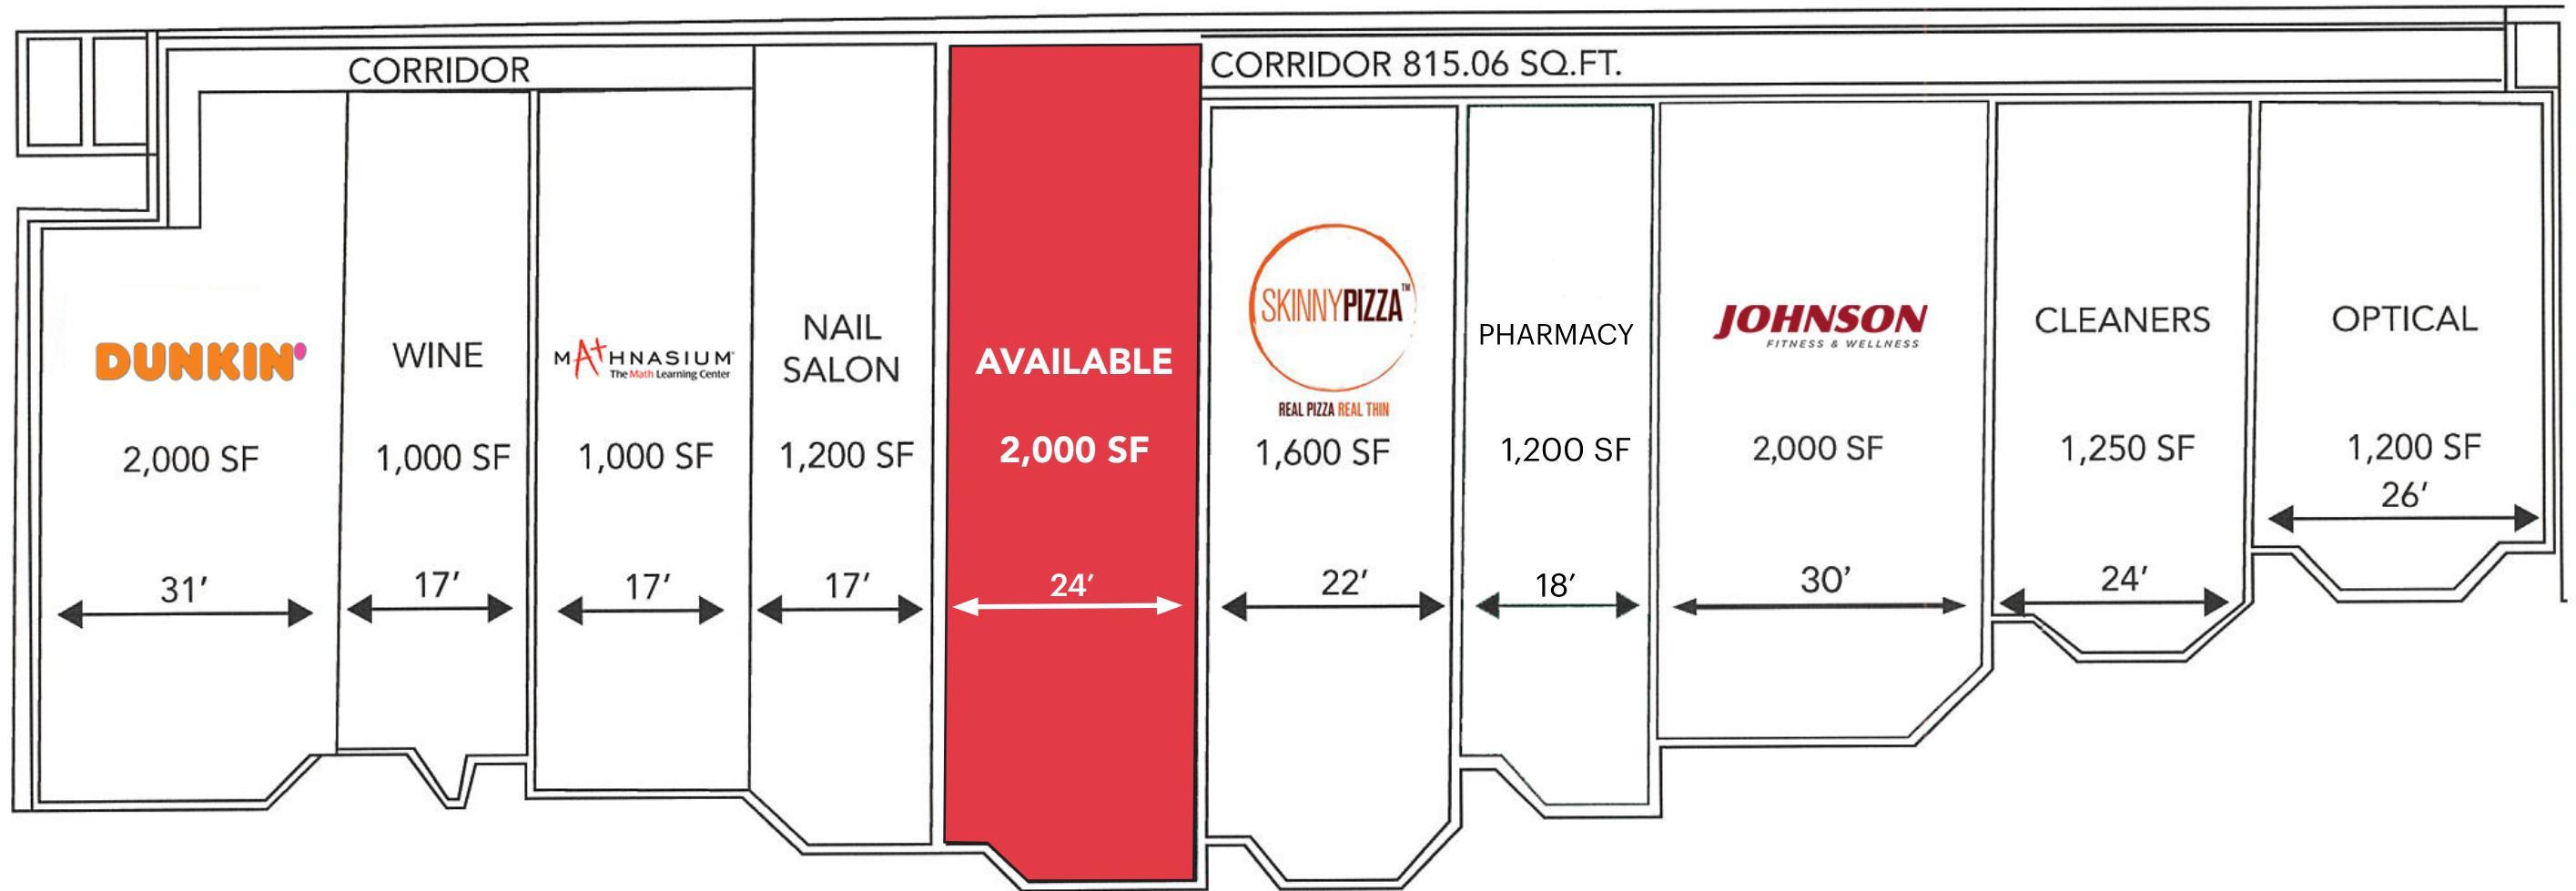 CORRIDOR
CORRIDOR 815.06 SQ.FT.
DUNKIN'
2,000 SF
31'
WINE
1,000 SF
17'
MATHNASIUM
The Math Learning Center
1,000 SF
17'
NAIL
SALON
1,200 SF
17'
AVAILABLE
2,000 SF
24'
SKINNYPIZZA™
REAL PIZZA REAL THIN
1,600 SF
22'
PHARMACY
1,200 SF
18'
JOHNSON
FITNESS & WELLNESS
2,000 SF
30'
CLEANERS
1,250 SF
24'
OPTICAL
1,200 SF
26'